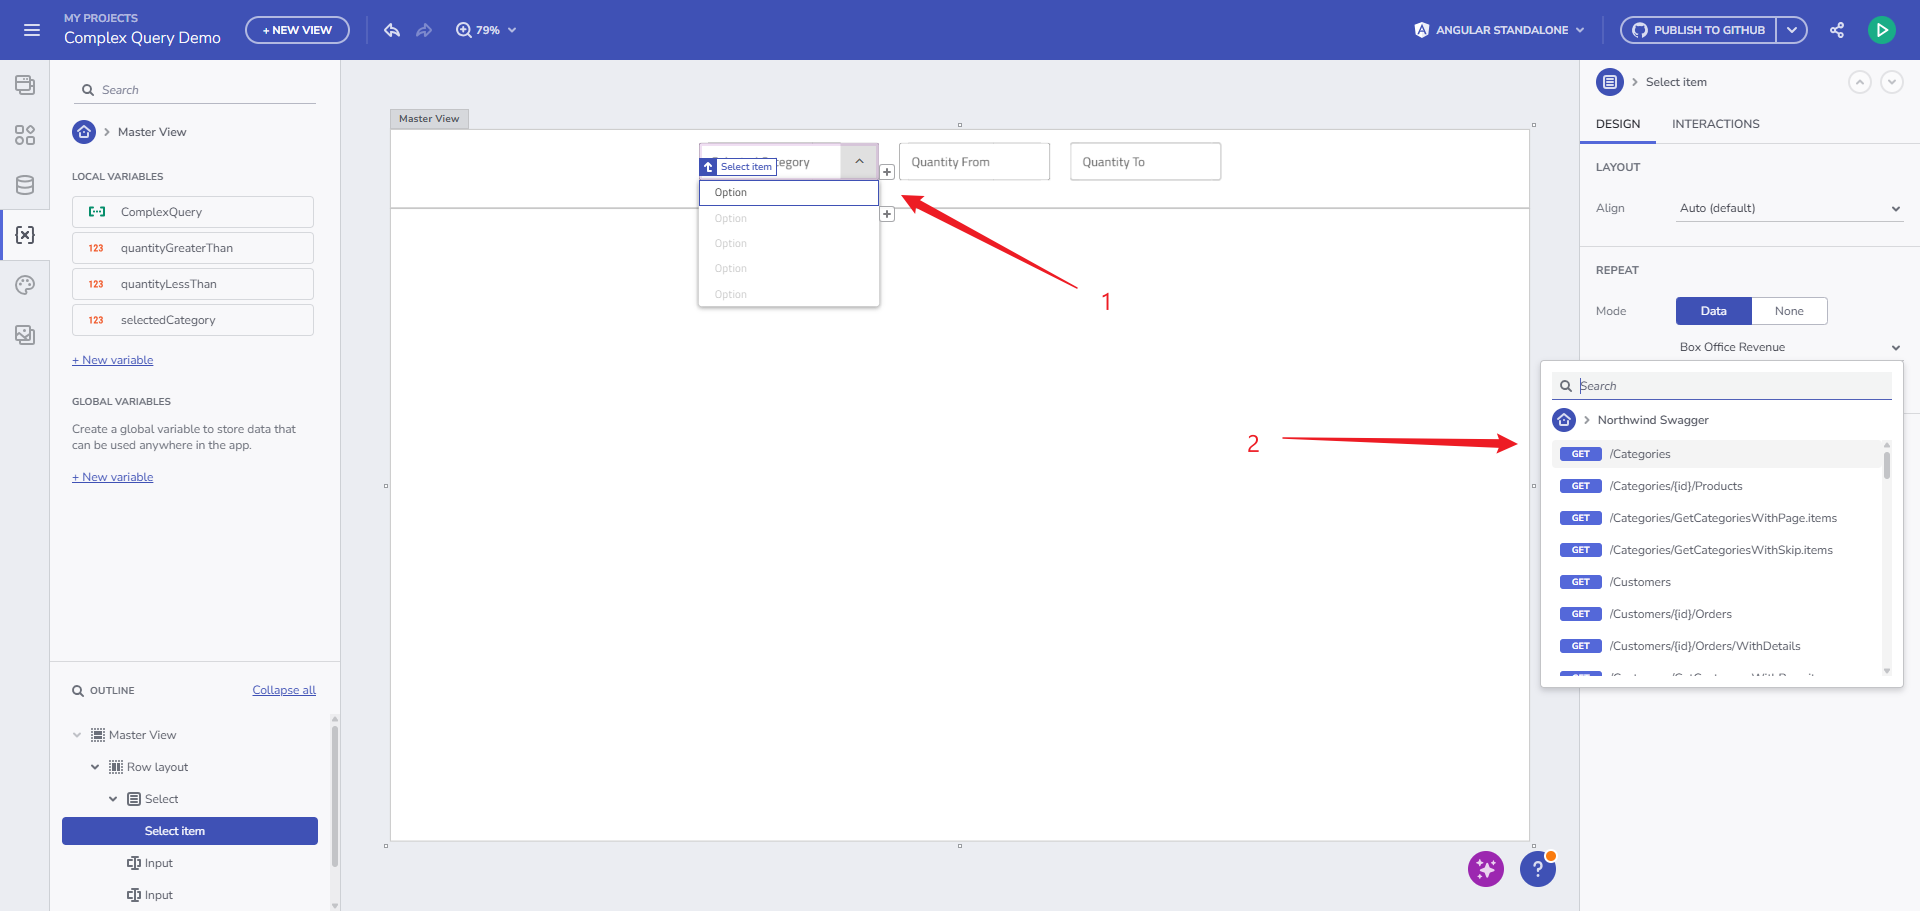 MY PROJECTS
Complex Query Demo
+ NEW VIEW
79%
ANGULAR STANDALONE
PUBLISH TO GITHUB
Search
Master View
LOCAL VARIABLES
ComplexQuery
123 quantityGreaterThan
123 quantityLessThan
123 selectedCategory
+ New variable
GLOBAL VARIABLES
Create a global variable to store data that
can be used anywhere in the app.
+ New variable
OUTLINE
Collapse all
Master View
Row layout
Select
Select item
Input
Input
Master View
Category
Select item
Quantity From
Quantity To
Option
Option
Option
Option
Option
1
2
?
Select item
DESIGN
INTERACTIONS
LAYOUT
Align
Auto (default)
REPEAT
Mode
Data
None
Box Office Revenue
Search
Northwind Swagger
GET /Categories
GET /Categories/{id}/Products
GET /Categories/GetCategoriesWithPage.items
GET /Categories/GetCategoriesWithSkip.items
GET /Customers
GET /Customers/{id}/Orders
GET /Customers/{id}/Orders/WithDetails